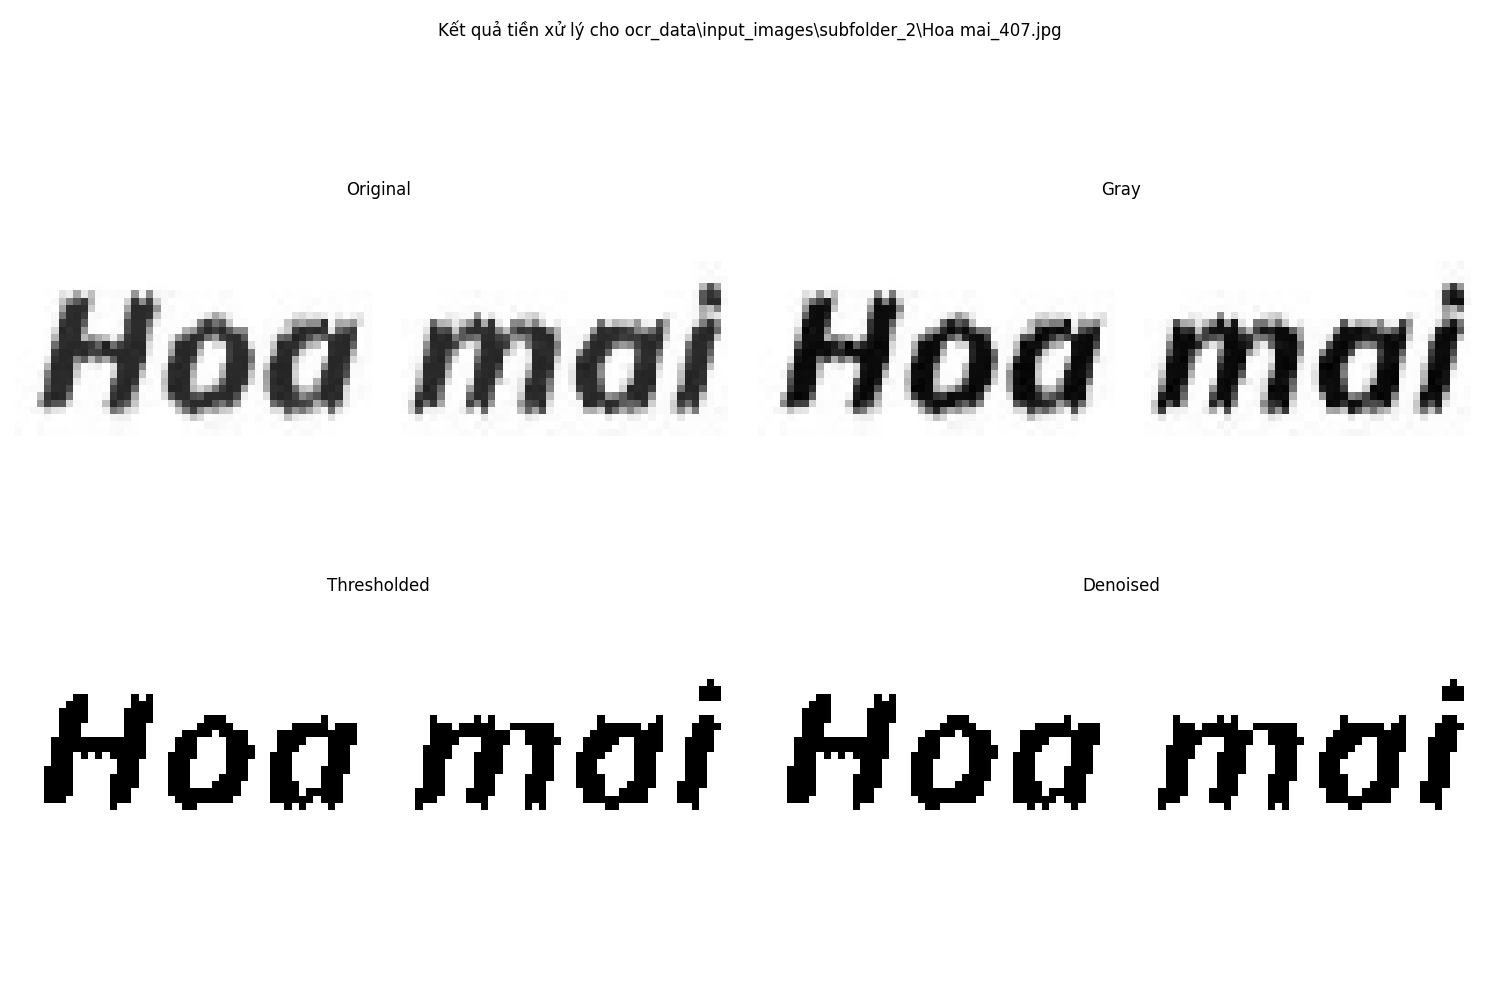 Kết quả tiền xử lý cho ocr_data\input_images\subfolder_2\Hoa mai_407.jpg
Original
Gray
Hoa mai
Hoa mai
Thresholded
Denoised
Hoa mai
Hoa mai